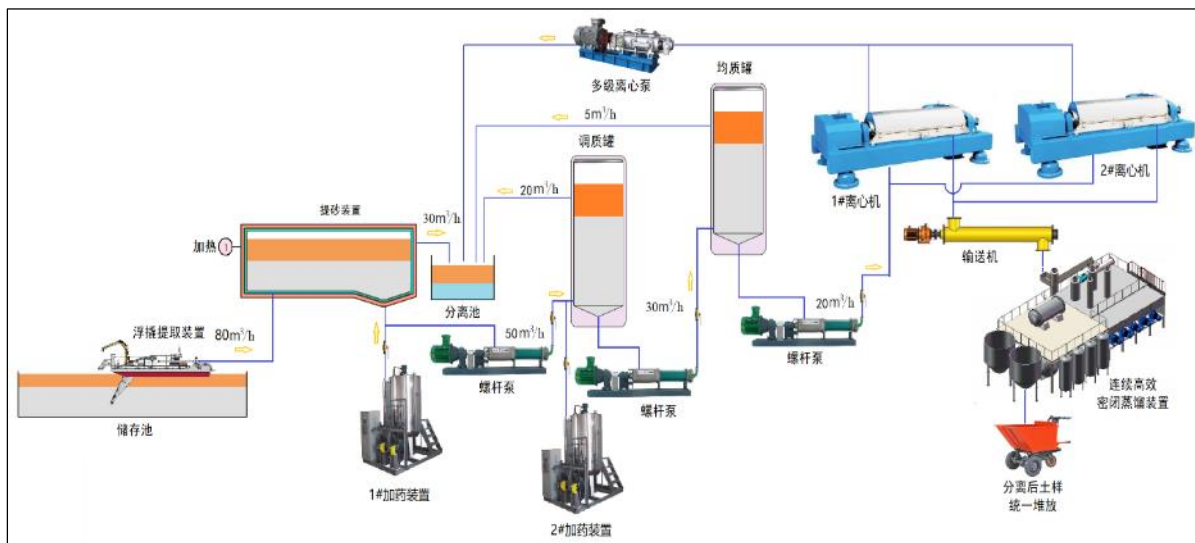 多级离心泵
均质罐
5m³/h
调质罐
20m³/h
提砂装置
30m³/h
加热
分离池
浮撬提取装置
80m³/h
储存池
50m³/h
螺杆泵
30m³/h
螺杆泵
20m³/h
螺杆泵
1#离心机
2#离心机
输送机
连续高效
密闭蒸馏装置
分离后土样
统一堆放
1#加药装置
2#加药装置